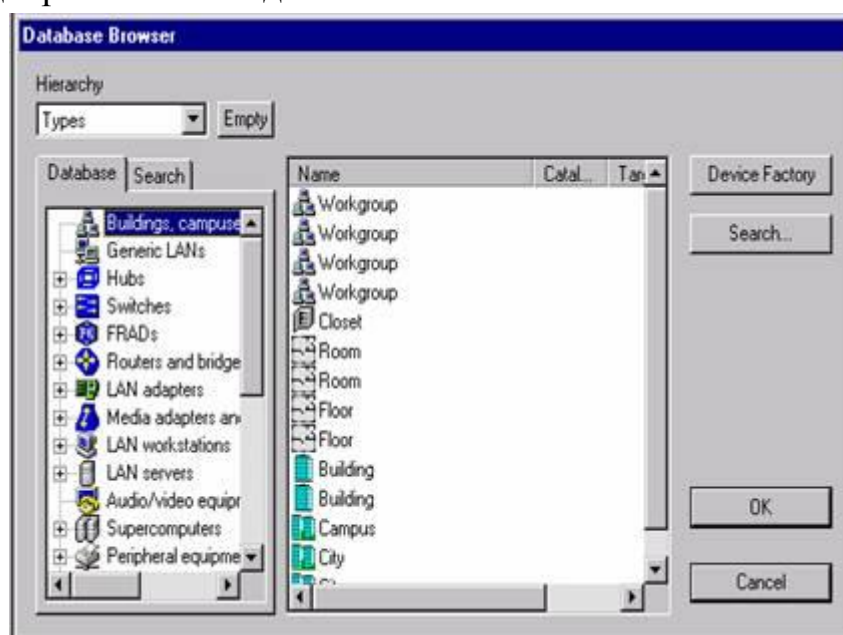 Database Browser
Hierarchy
Types
Empty
Database
Search
Buildings, campuse
Generic LANs
Hubs
Switches
FRADs
Routers and bridge
LAN adapters
Media adapters an
LAN workstations
LAN servers
Audio/video equipr
Supercomputers
Peripheral equipme
Name Catal... Tar
Workgroup
Workgroup
Workgroup
Workgroup
Closet
Room
Room
Floor
Floor
Building
Building
Campus
City
Device Factory
Search...
OK
Cancel